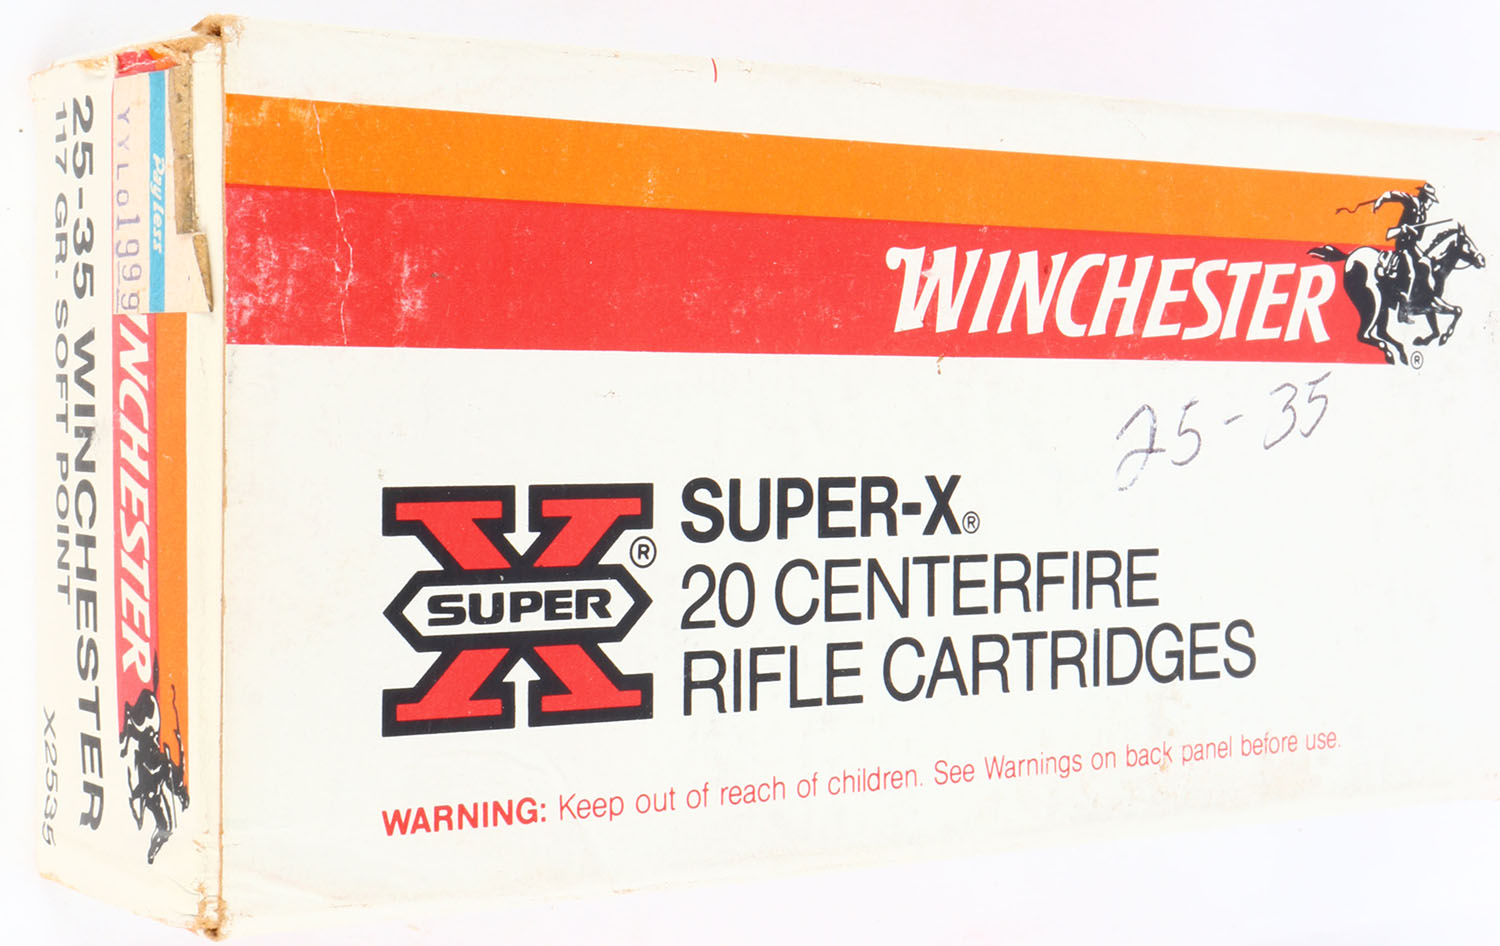 25-35 WINCHESTER
117 GR. SOFT POINT
X2535
Payless
YYL01999
WINCHESTER
WINCHESTER ®
25-35
SUPER ®
SUPER-X®
20 CENTERFIRE
RIFLE CARTRIDGES
WARNING: Keep out of reach of children. See Warnings on back panel before use.